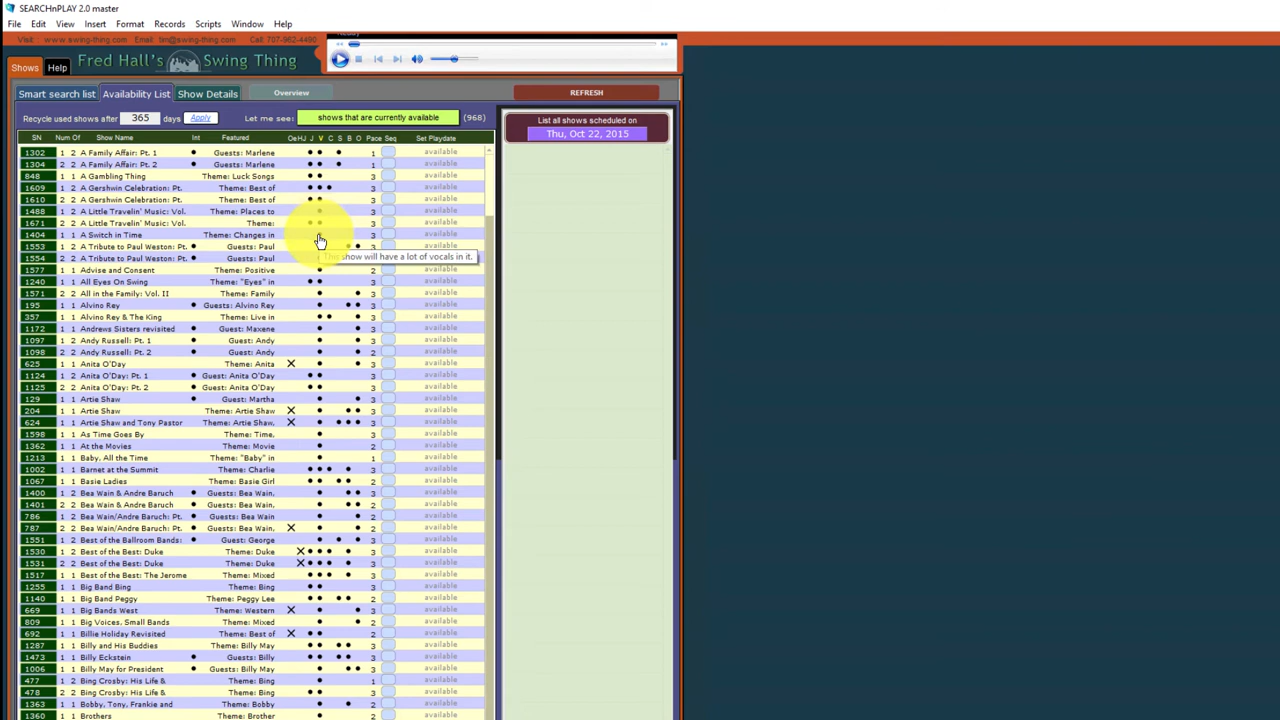 SEARCHnPLAY 2.0 master
File Edit View Insert Format Records Scripts Window Help
Visit: www.swing-thing.com Email: tim@swing-thing.com Call: 707-982-4490
Shows Help Fred Hall's Swing Thing
Smart search list Availability List Show Details Overview REFRESH
Recycle used shows after 365 days Apply Let me see: shows that are currently available (968)
List all shows scheduled on
Thu, Oct 22, 2015
SN Num Of Show Name Int Featured Oe HJ J V C S B O Pace Seq Set Playdate
1302 1 2 A Family Affair: Pt. 1 Guests: Marlene 1 available
1304 2 2 A Family Affair: Pt. 2 Guests: Marlene 1 available
848 1 1 A Gambling Thing Theme: Luck Songs 3 available
1609 1 2 A Gershwin Celebration: Pt. Theme: Best of 3 available
1610 2 2 A Gershwin Celebration: Pt. Theme: Best of 3 available
1488 1 2 A Little Travelin' Music: Vol. Theme: Places to 3 available
1671 2 2 A Little Travelin' Music: Vol. Theme: 3 available
1404 1 1 A Switch in Time Theme: Changes in 3 available
1553 1 2 A Tribute to Paul Weston: Pt. Guests: Paul 3 available
1554 2 2 A Tribute to Paul Weston: Pt. Guests: Paul available
This show will have a lot of vocals in it.
1577 1 1 Advise and Consent Theme: Positive 2 available
1280 1 1 All Eyes On Swing Theme: "Eyes" in 3 available
1571 2 2 All in the Family: Vol. II Theme: Family 3 available
195 1 1 Alvino Rey Guests: Alvino Rey 3 available
357 1 1 Alvino Rey & The King Theme: Live in 3 available
1172 1 1 Andrews Sisters revisited Guest: Maxene 3 available
1097 1 2 Andy Russell: Pt. 1 Guest: Andy 3 available
1098 2 2 Andy Russell: Pt. 2 Guest: Andy 2 available
625 1 1 Anita O'Day Theme: Anita 3 available
1124 1 2 Anita O'Day: Pt. 1 Guest: Anita O'Day 3 available
1125 2 2 Anita O'Day: Pt. 2 Guest: Anita O'Day 3 available
129 1 1 Artie Shaw Guest: Martha 3 available
204 1 1 Artie Shaw Theme: Artie Shaw 3 available
624 1 1 Artie Shaw and Tony Pastor Theme: Artie Shaw, 3 available
1598 1 1 As Time Goes By Theme: Time, 3 available
1362 1 1 At the Movies Theme: Movie 2 available
1213 1 1 Baby, All the Time Theme: "Baby" in 1 available
1002 1 1 Barnet at the Summit Theme: Charlie 3 available
1067 1 1 Basie Ladies Theme: Basie Girl 2 available
1400 1 2 Bea Wain & Andre Baruch Guests: Bea Wain, 3 available
1401 2 2 Bea Wain & Andre Baruch Guests: Bea Wain, 3 available
786 1 2 Bea Wain/Andre Baruch: Pt. Guests: Bea Wain 2 available
787 2 2 Bea Wain/Andre Baruch: Pt. Guests: Bea Wain, 2 available
1551 1 1 Best of the Ballroom Bands: Guest: George 3 available
1530 1 2 Best of the Best: Duke Theme: Duke 3 available
1531 2 2 Best of the Best: Duke Theme: Duke 3 available
1517 1 1 Best of the Best: The Jerome Theme: Mixed 3 available
1255 1 1 Big Band Bing Theme: Bing 3 available
1140 1 1 Big Band Peggy Theme: Peggy Lee 3 available
669 1 1 Big Bands West Theme: Western 3 available
809 1 1 Big Voices, Small Bands Theme: Mixed 2 available
692 1 1 Billie Holiday Revisited Theme: Best of 2 available
1287 1 1 Billy and His Buddies Theme: Billy May 3 available
1473 1 1 Billy Eckstein Guests: Billy 3 available
1006 1 1 Billy May for President Guests: Billy May 3 available
477 1 2 Bing Crosby: His Life & Theme: Bing 1 available
478 2 2 Bing Crosby: His Life & Theme: Bing 3 available
1363 1 1 Bobby, Tony, Frankie and Theme: Bobby 2 available
1360 1 1 Brothers Theme: Brother 2 available